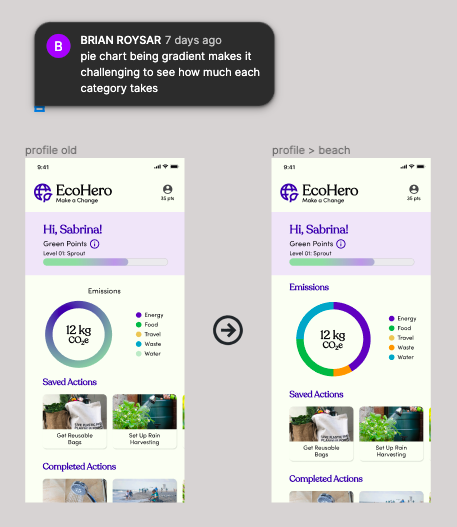 B
BRIAN ROYSAR 7 days ago
pie chart being gradient makes it
challenging to see how much each
category takes
profile old
9:41
EcoHero
Make a Change
35 pts
Hi, Sabrina!
Green Points i
Level 01: Sprout
Emissions
12 kg
CO₂e
Energy
Food
Travel
Waste
Water
Saved Actions
Get Reusable
Bags
Set Up Rain
Harvesting
Completed Actions
profile > beach
9:41
EcoHero
Make a Change
35 pts
Hi, Sabrina!
Green Points i
Level 01: Sprout
Emissions
12 kg
CO₂e
Energy
Food
Travel
Waste
Water
Saved Actions
Get Reusable
Bags
Set Up Rain
Harvesting
Completed Actions